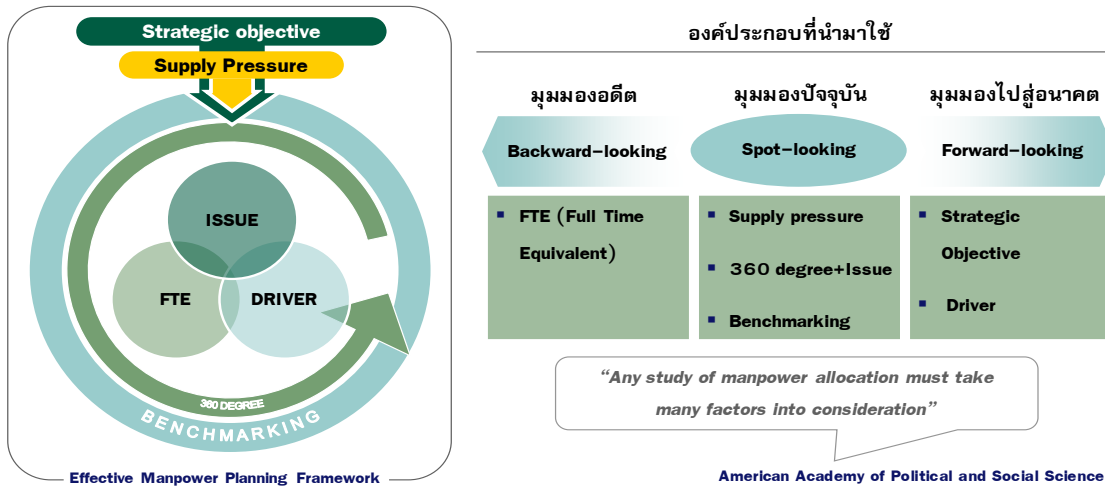 Strategic objective
Supply Pressure
ISSUE
FTE
DRIVER
360 DEGREE
BENCHMARKING
Effective Manpower Planning Framework
องค์ประกอบที่นำมาใช้
มุมมองอดีต
มุมมองปัจจุบัน
มุมมองไปสู่อนาคต
Backward-looking
Spot-looking
Forward-looking
▪ FTE (Full Time
Equivalent)
▪ Supply pressure
▪ 360 degree+Issue
▪ Benchmarking
▪ Strategic
Objective
▪ Driver
“Any study of manpower allocation must take
many factors into consideration”
American Academy of Political and Social Science